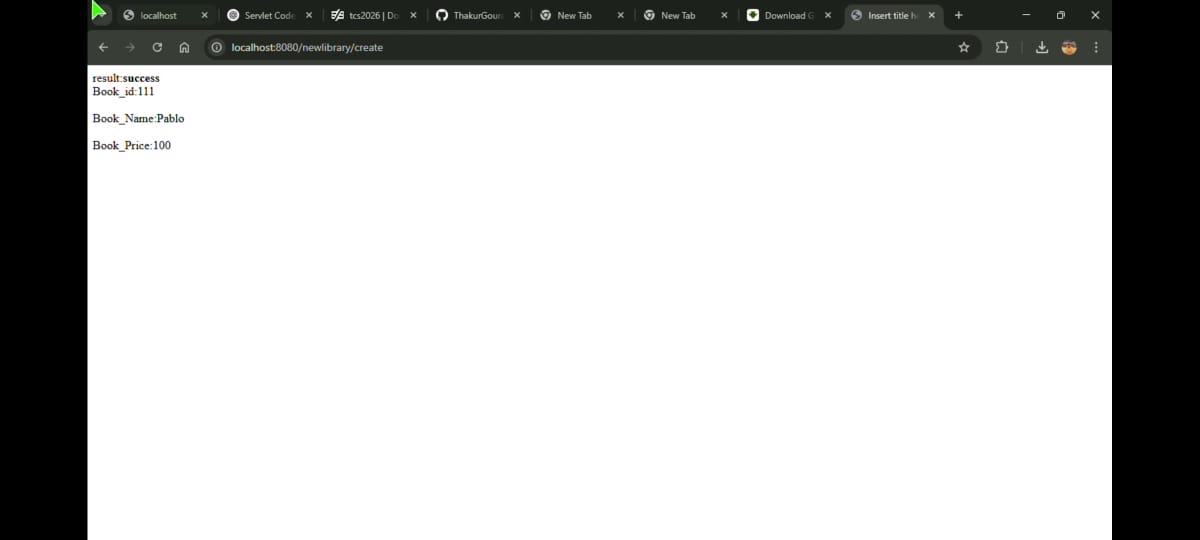 localhost
Servlet Code
tcs2026 | Do
ThakurGoura
New Tab
New Tab
Download G
Insert title he
localhost:8080/newlibrary/create
result:success
Book_id:111
Book_Name:Pablo
Book_Price:100